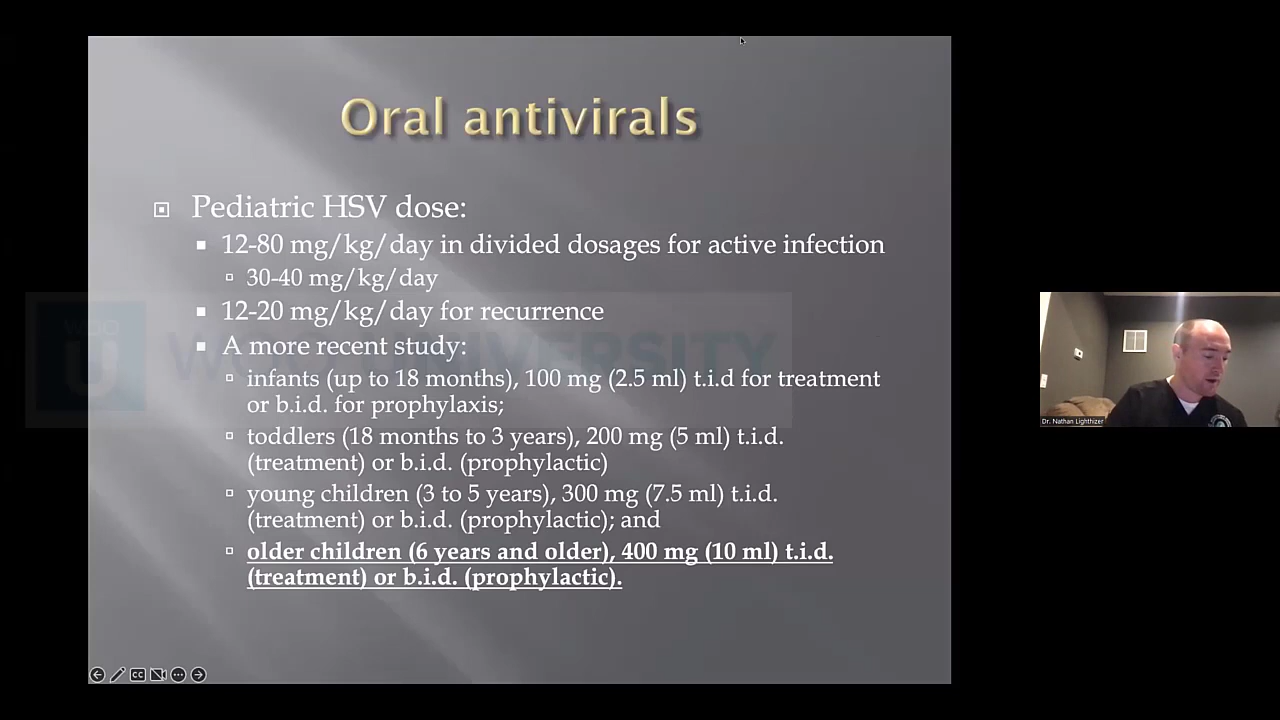 Oral antivirals
Pediatric HSV dose:
12-80 mg/kg/day in divided dosages for active infection
30-40 mg/kg/day
12-20 mg/kg/day for recurrence
A more recent study:
infants (up to 18 months), 100 mg (2.5 ml) t.i.d for treatment
or b.i.d. for prophylaxis;
toddlers (18 months to 3 years), 200 mg (5 ml) t.i.d.
(treatment) or b.i.d. (prophylactic)
young children (3 to 5 years), 300 mg (7.5 ml) t.i.d.
(treatment) or b.i.d. (prophylactic); and
older children (6 years and older), 400 mg (10 ml) t.i.d.
(treatment) or b.i.d. (prophylactic).
WOO
U
WOO UNIVERSITY
CC
Dr. Nathan Lighthizer